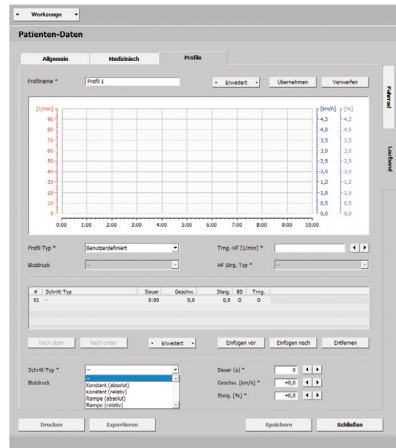 Werkzeuge
Patienten-Daten
Allgemein Medizinisch Profile
Profilname * Profil 1 Erweitert Übernehmen Verwerfen
Fahrrad
Laufband
[1/min] [km/h] [%]
90 4,5 4,5
80 4,0 4,0
70 3,5 3,5
60 3,0 3,0
50 2,5 2,5
40 2,0 2,0
30 1,5 1,5
20 1,0 1,0
10 0,5 0,5
0 0,0 0,0
0:00 1:00 2:00 3:00 4:00 5:00 6:00 7:00 8:00 9:00 10:00
Profil-Typ * Benutzerdefiniert Trng.-HF [1/min] *
Blutdruck -- HF Strg. Typ * --
# Schritt-Typ Dauer Geschw. Steig. BD Trng.
01 - 0:00 0,0 0,0 O O
Nach oben Nach unten Erweitert Einfügen vor Einfügen nach Entfernen
Schritt-Typ * -- Dauer [s] * 0
Blutdruck -- Geschw. [km/h] * +0,0
Konstant (absolut)
Konstant (relativ) Steig. [%] * +0,0
Rampe (absolut)
Rampe (relativ)
Drucken Exportieren Speichern Schließen